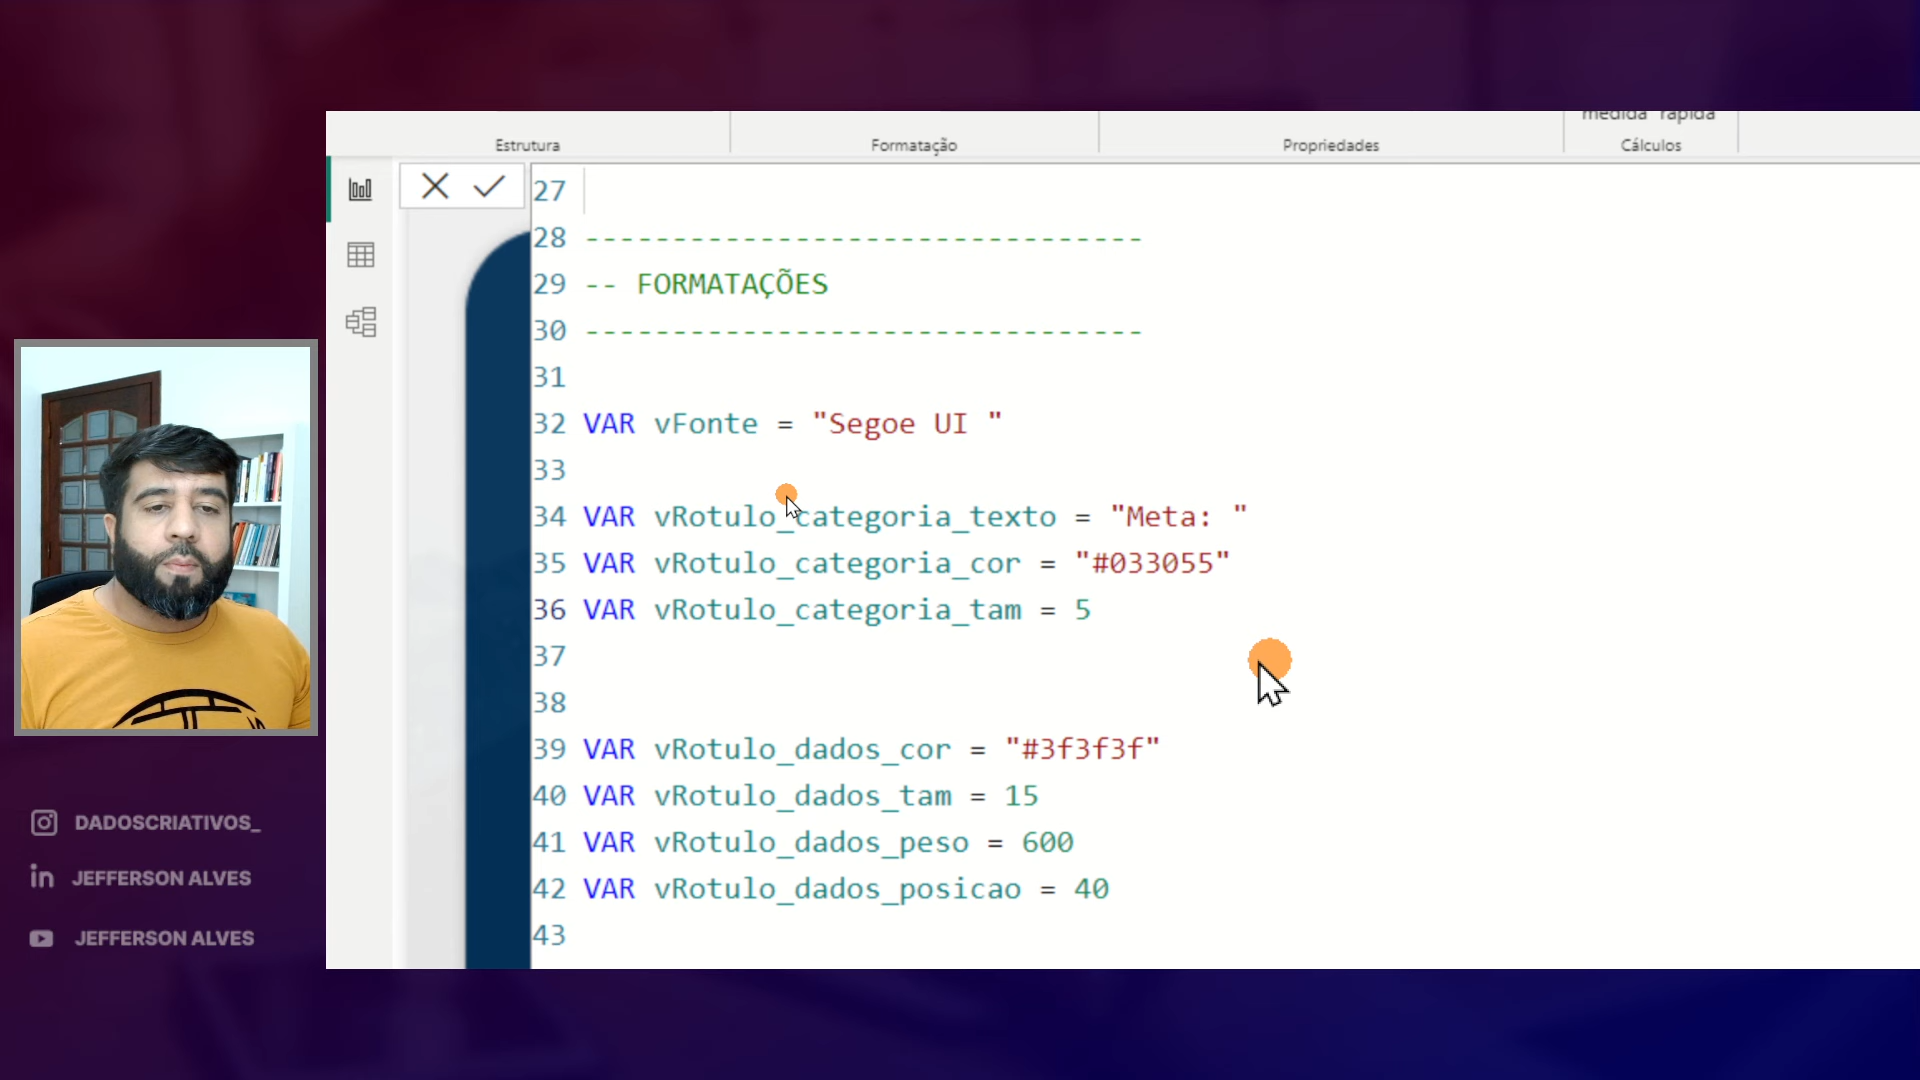 medida rápida
Estrutura
Formatação
Propriedades
Cálculos
27
28 --------------------------------
29 -- FORMATAÇÕES
30 --------------------------------
31
32 VAR vFonte = "Segoe UI "
33
34 VAR vRotulo_categoria_texto = "Meta: "
35 VAR vRotulo_categoria_cor = "#033055"
36 VAR vRotulo_categoria_tam = 5
37
38
39 VAR vRotulo_dados_cor = "#3f3f3f"
40 VAR vRotulo_dados_tam = 15
41 VAR vRotulo_dados_peso = 600
42 VAR vRotulo_dados_posicao = 40
43
DADOSCRIATIVOS_
JEFFERSON ALVES
JEFFERSON ALVES